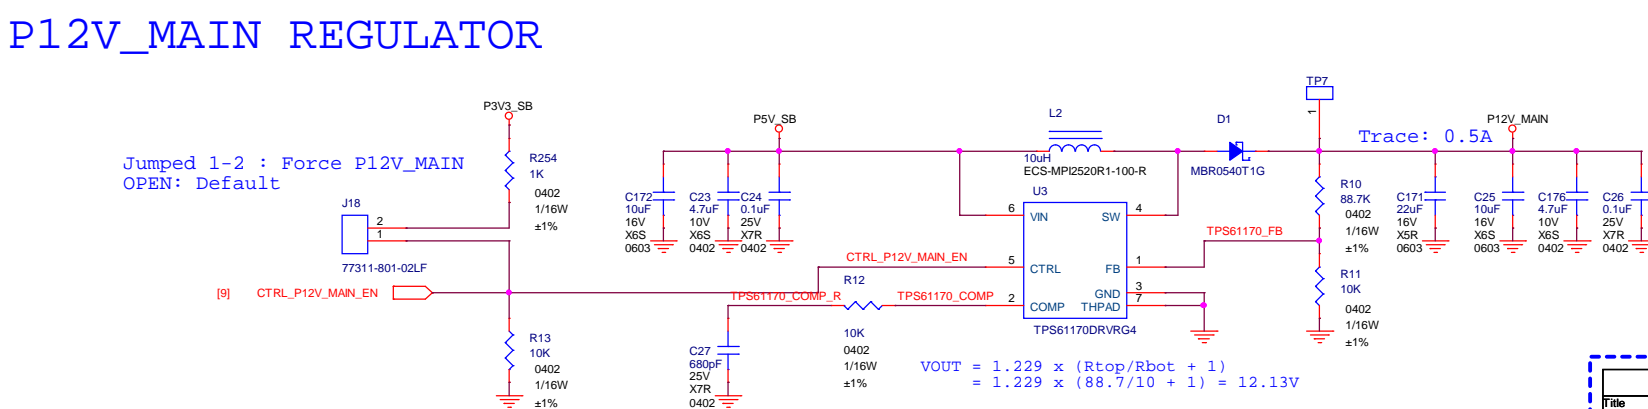 P12V_MAIN REGULATOR
Jumped 1-2 : Force P12V_MAIN
OPEN: Default
J18
2
1
77311-801-02LF
P3V3_SB
R254
1K
0402
1/16W
±1%
[9] CTRL_P12V_MAIN_EN
R13
10K
0402
1/16W
±1%
P5V_SB
C172
10uF
16V
X6S
0603
C23
4.7uF
10V
X6S
0402
C24
0.1uF
25V
X7R
0402
CTRL_P12V_MAIN_EN
TPS61170_COMP_R
R12
10K
0402
1/16W
±1%
TPS61170_COMP
C27
680pF
25V
X7R
0402
L2
10uH
ECS-MPI2520R1-100-R
U3
6 VIN
SW 4
5 CTRL
FB 1
GND 3
2 COMP
THPAD 7
TPS61170DRVRG4
D1
MBR0540T1G
TP7
1
TPS61170_FB
R10
88.7K
0402
1/16W
±1%
R11
10K
0402
1/16W
±1%
Trace: 0.5A
P12V_MAIN
C171
22uF
16V
X5R
0603
C25
10uF
16V
X6S
0603
C176
4.7uF
10V
X6S
0402
C26
0.1uF
25V
X7R
0402
VOUT = 1.229 x (Rtop/Rbot + 1)
= 1.229 x (88.7/10 + 1) = 12.13V
Title